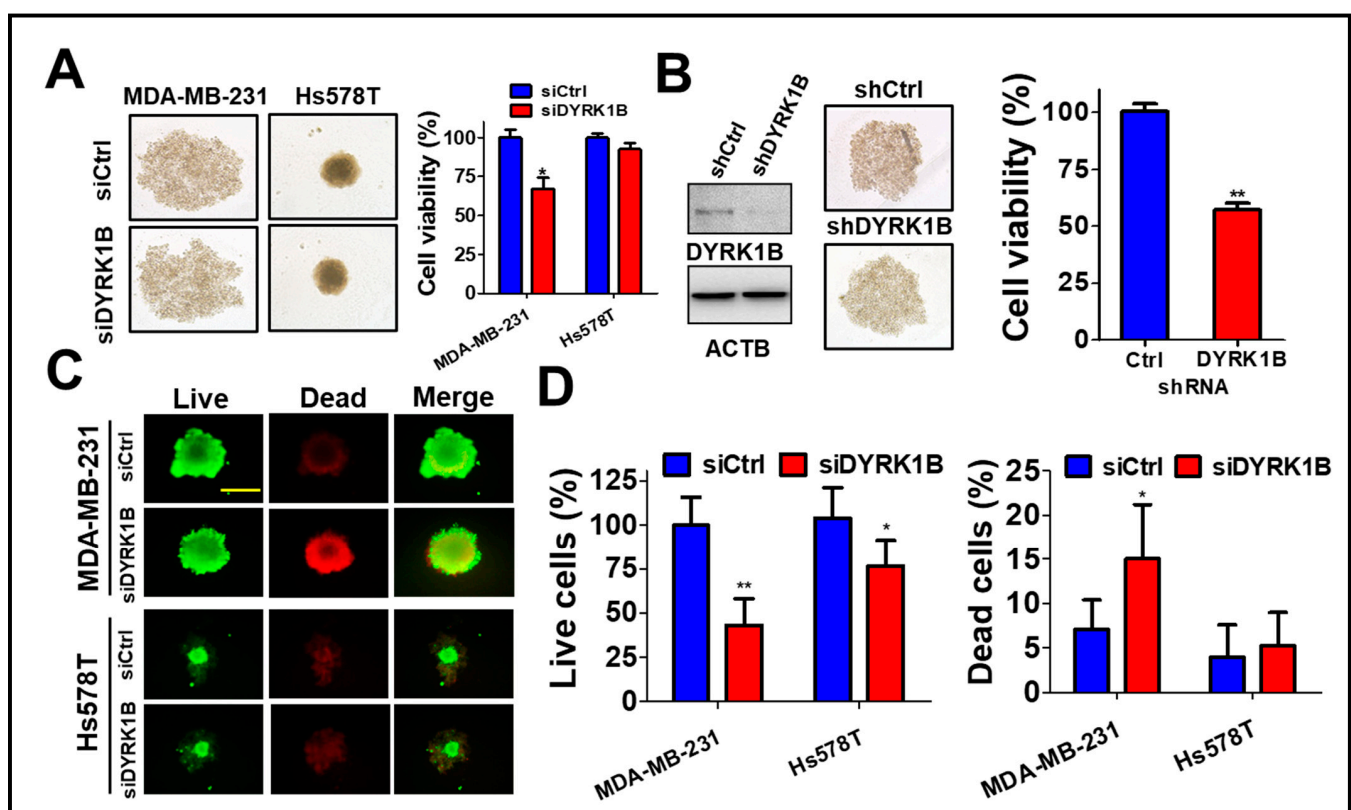 A
MDA-MB-231 Hs578T
siCtrl
siDYRK1B
siCtrl
siDYRK1B
Cell viability (%)
100
75
50
25
0
*
MDA-MB-231
Hs578T
B
shCtrl
shDYRK1B
DYRK1B
ACTB
shCtrl
shDYRK1B
Cell viability (%)
100
75
50
25
0
**
Ctrl DYRK1B
shRNA
C
Live Dead Merge
MDA-MB-231
siCtrl
siDYRK1B
Hs578T
siCtrl
siDYRK1B
D
siCtrl siDYRK1B
Live cells (%)
125
100
75
50
25
0
**
*
MDA-MB-231
Hs578T
siCtrl siDYRK1B
Dead cells (%)
25
20
15
10
5
0
*
MDA-MB-231
Hs578T